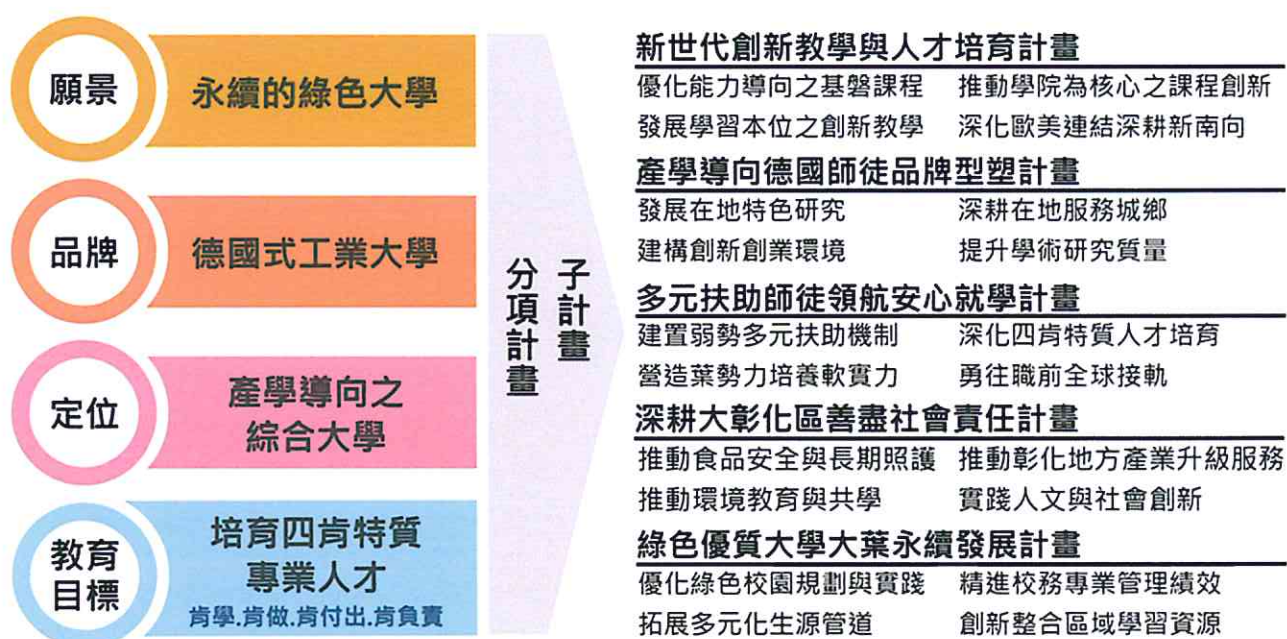 願景
永續的綠色大學
品牌
德國式工業大學
定位
產學導向之
綜合大學
教育
目標
培育四肯特質
專業人才
肯學.肯做.肯付出.肯負責
分項計畫
子計畫
新世代創新教學與人才培育計畫
優化能力導向之基盤課程 推動學院為核心之課程創新
發展學習本位之創新教學 深化歐美連結深耕新南向
產學導向德國師徒品牌型塑計畫
發展在地特色研究 深耕在地服務城鄉
建構創新創業環境 提升學術研究質量
多元扶助師徒領航安心就學計畫
建置弱勢多元扶助機制 深化四肯特質人才培育
營造葉勢力培養軟實力 勇往職前全球接軌
深耕大彰化區善盡社會責任計畫
推動食品安全與長期照護 推動彰化地方產業升級服務
推動環境教育與共學 實踐人文與社會創新
綠色優質大學大葉永續發展計畫
優化綠色校園規劃與實踐 精進校務專業管理績效
拓展多元化生源管道 創新整合區域學習資源